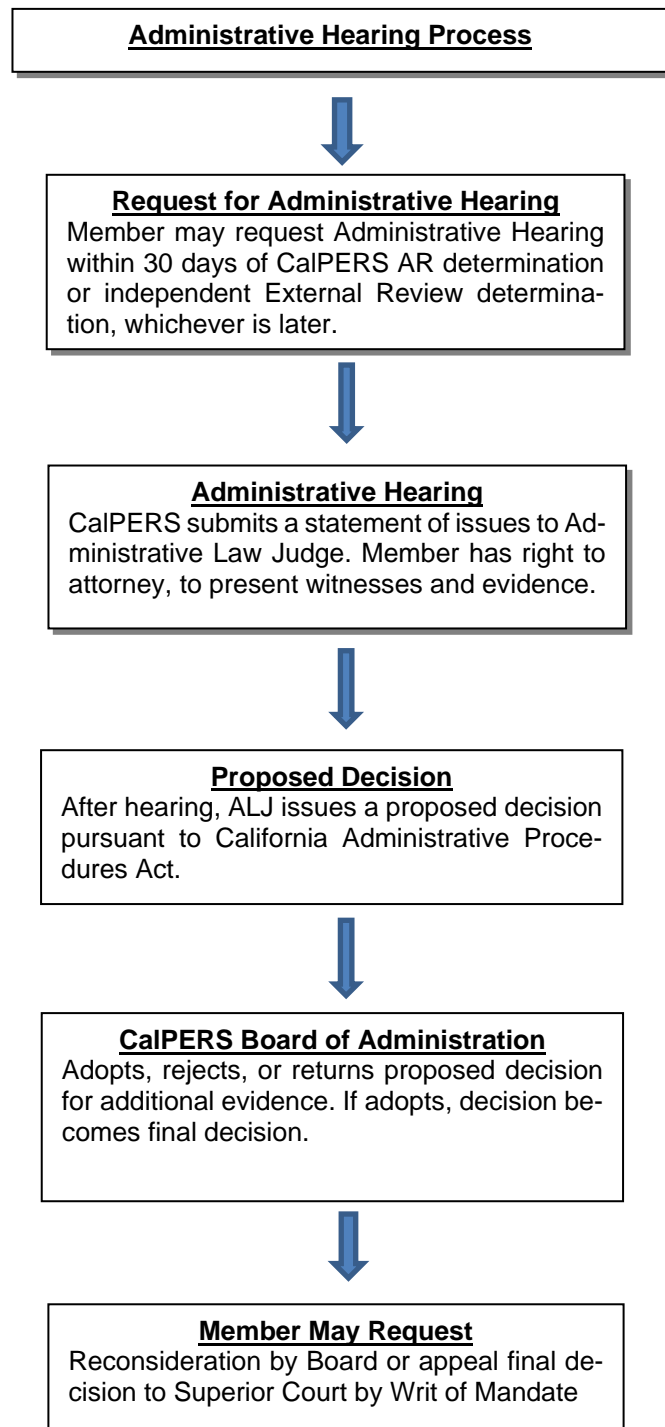 Administrative Hearing Process
Request for Administrative Hearing
Member may request Administrative Hearing
within 30 days of CalPERS AR determination
or independent External Review determina-
tion, whichever is later.
Administrative Hearing
CalPERS submits a statement of issues to Ad-
ministrative Law Judge. Member has right to
attorney, to present witnesses and evidence.
Proposed Decision
After hearing, ALJ issues a proposed decision
pursuant to California Administrative Proce-
dures Act.
CalPERS Board of Administration
Adopts, rejects, or returns proposed decision
for additional evidence. If adopts, decision be-
comes final decision.
Member May Request
Reconsideration by Board or appeal final de-
cision to Superior Court by Writ of Mandate